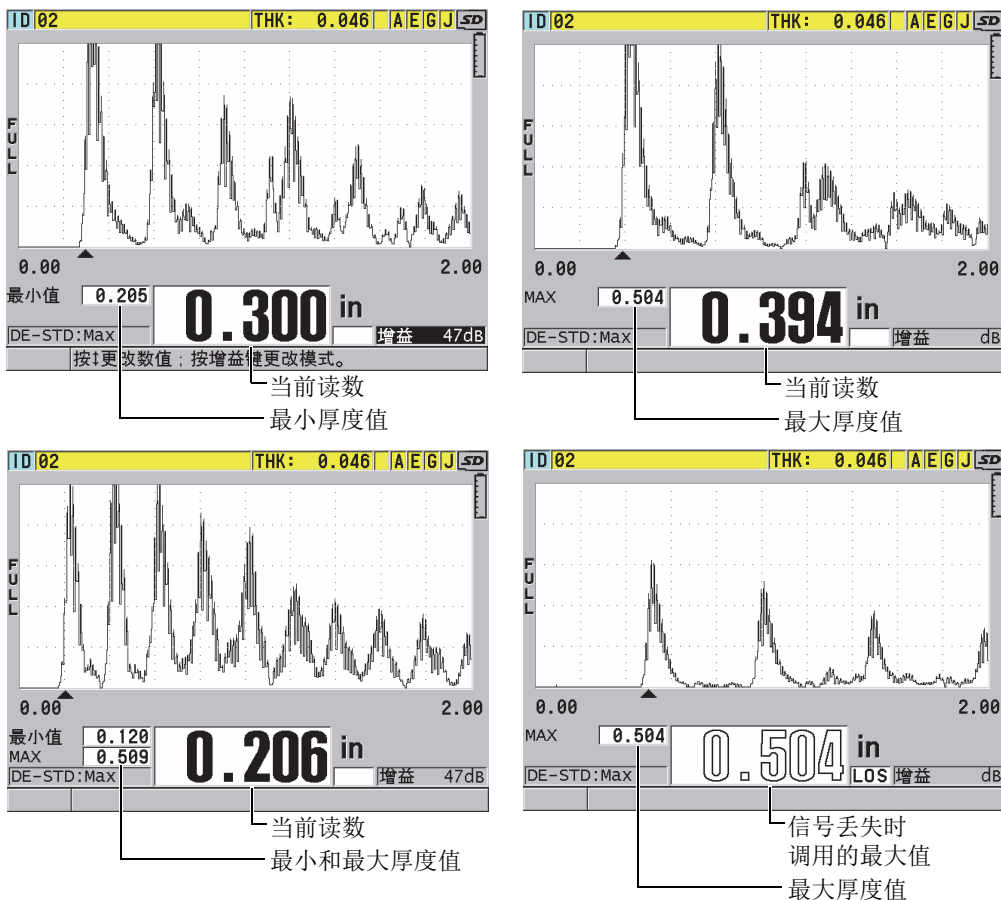 ID 02 THK: 0.046 A E G J SD
FULL
0.00 2.00
最小值 0.205 0.300 in
DE-STD:Max 增益 47dB
按↕更改数值；按增益键更改模式。
当前读数
最小厚度值
ID 02 THK: 0.046 A E G J SD
FULL
0.00 2.00
MAX 0.504 0.394 in
DE-STD:Max 增益 dB
当前读数
最大厚度值
ID 02 THK: 0.046 A E G J SD
FULL
0.00 2.00
最小值 0.120
MAX 0.509 0.206 in
DE-STD:Max 增益 47dB
当前读数
最小和最大厚度值
ID 02 THK: 0.046 A E G J SD
FULL
0.00 2.00
MAX 0.504 0.504 in
DE-STD:Max LOS 增益 dB
信号丢失时
调用的最大值
最大厚度值